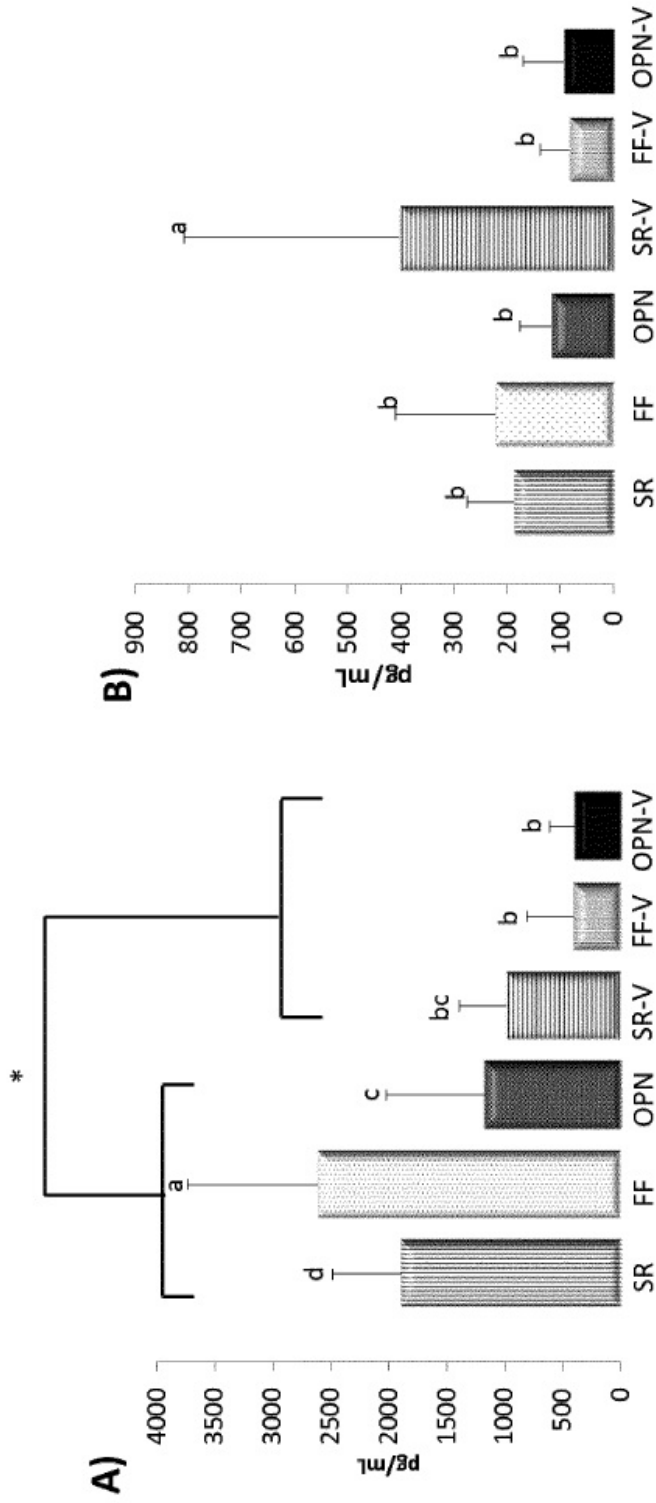 A)
*
pg/mL
4000
3500
3000
2500
2000
1500
1000
500
0
d
a
c
bc
b
b
SR
FF
OPN
SR-V
FF-V
OPN-V
B)
pg/mL
900
800
700
600
500
400
300
200
100
0
b
b
b
a
b
b
SR
FF
OPN
SR-V
FF-V
OPN-V